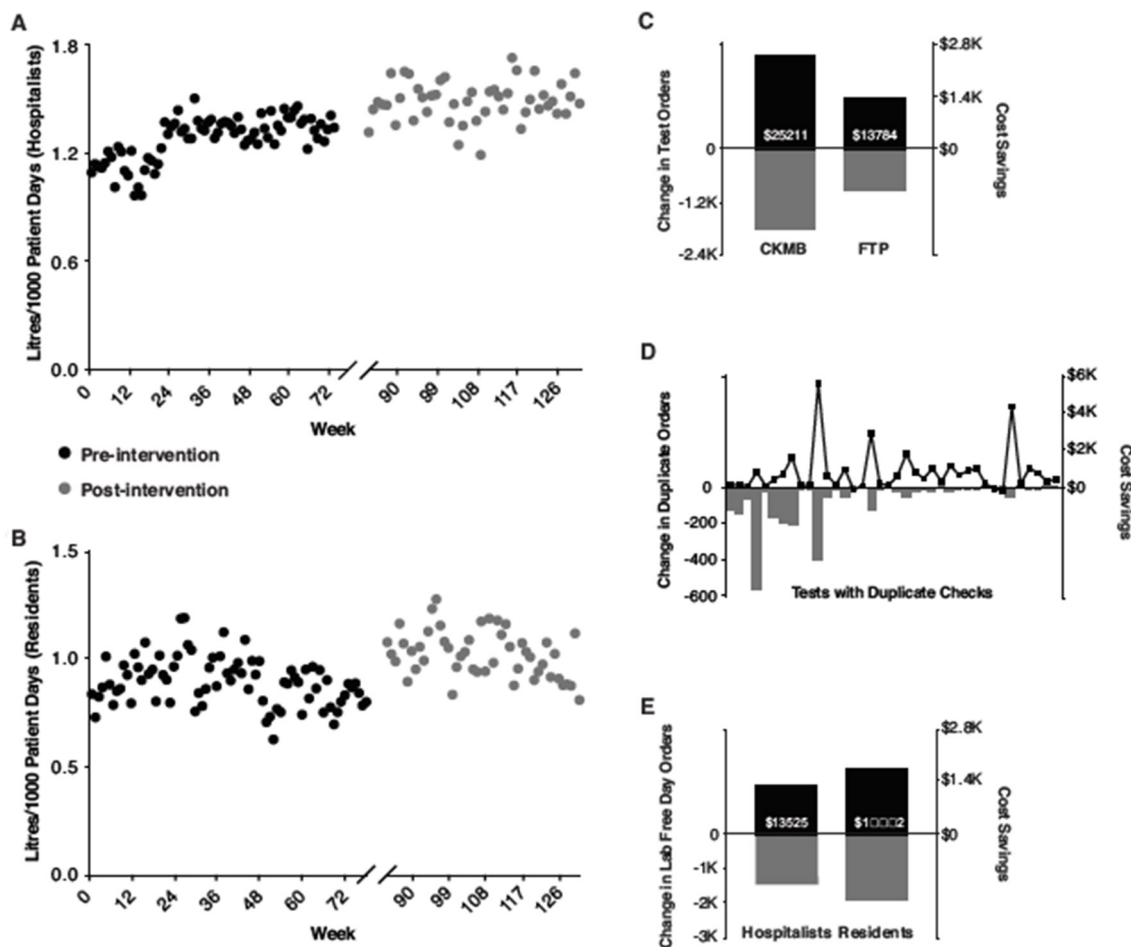 A
Litres/1000 Patient Days (Hospitalists)
1.8
1.2
0.6
0.0
0 12 24 36 48 60 72 90 99 108 117 126
Week
Pre-intervention
Post-intervention
B
Litres/1000 Patient Days (Residents)
1.5
1.0
0.5
0.0
0 12 24 36 48 60 72 90 99 108 117 126
Week
C
Change in Test Orders
0
-1.2K
-2.4K
$25211 $13784
CKMB FTP
$2.8K
$1.4K
$0
Cost Savings
D
Change in Duplicate Orders
0
-200
-400
-600
Tests with Duplicate Checks
$6K
$4K
$2K
$0
Cost Savings
E
Change in Lab Free Day Orders
0
-1K
-2K
-3K
$13525
Hospitalists Residents
$2.8K
$1.4K
$0
Cost Savings